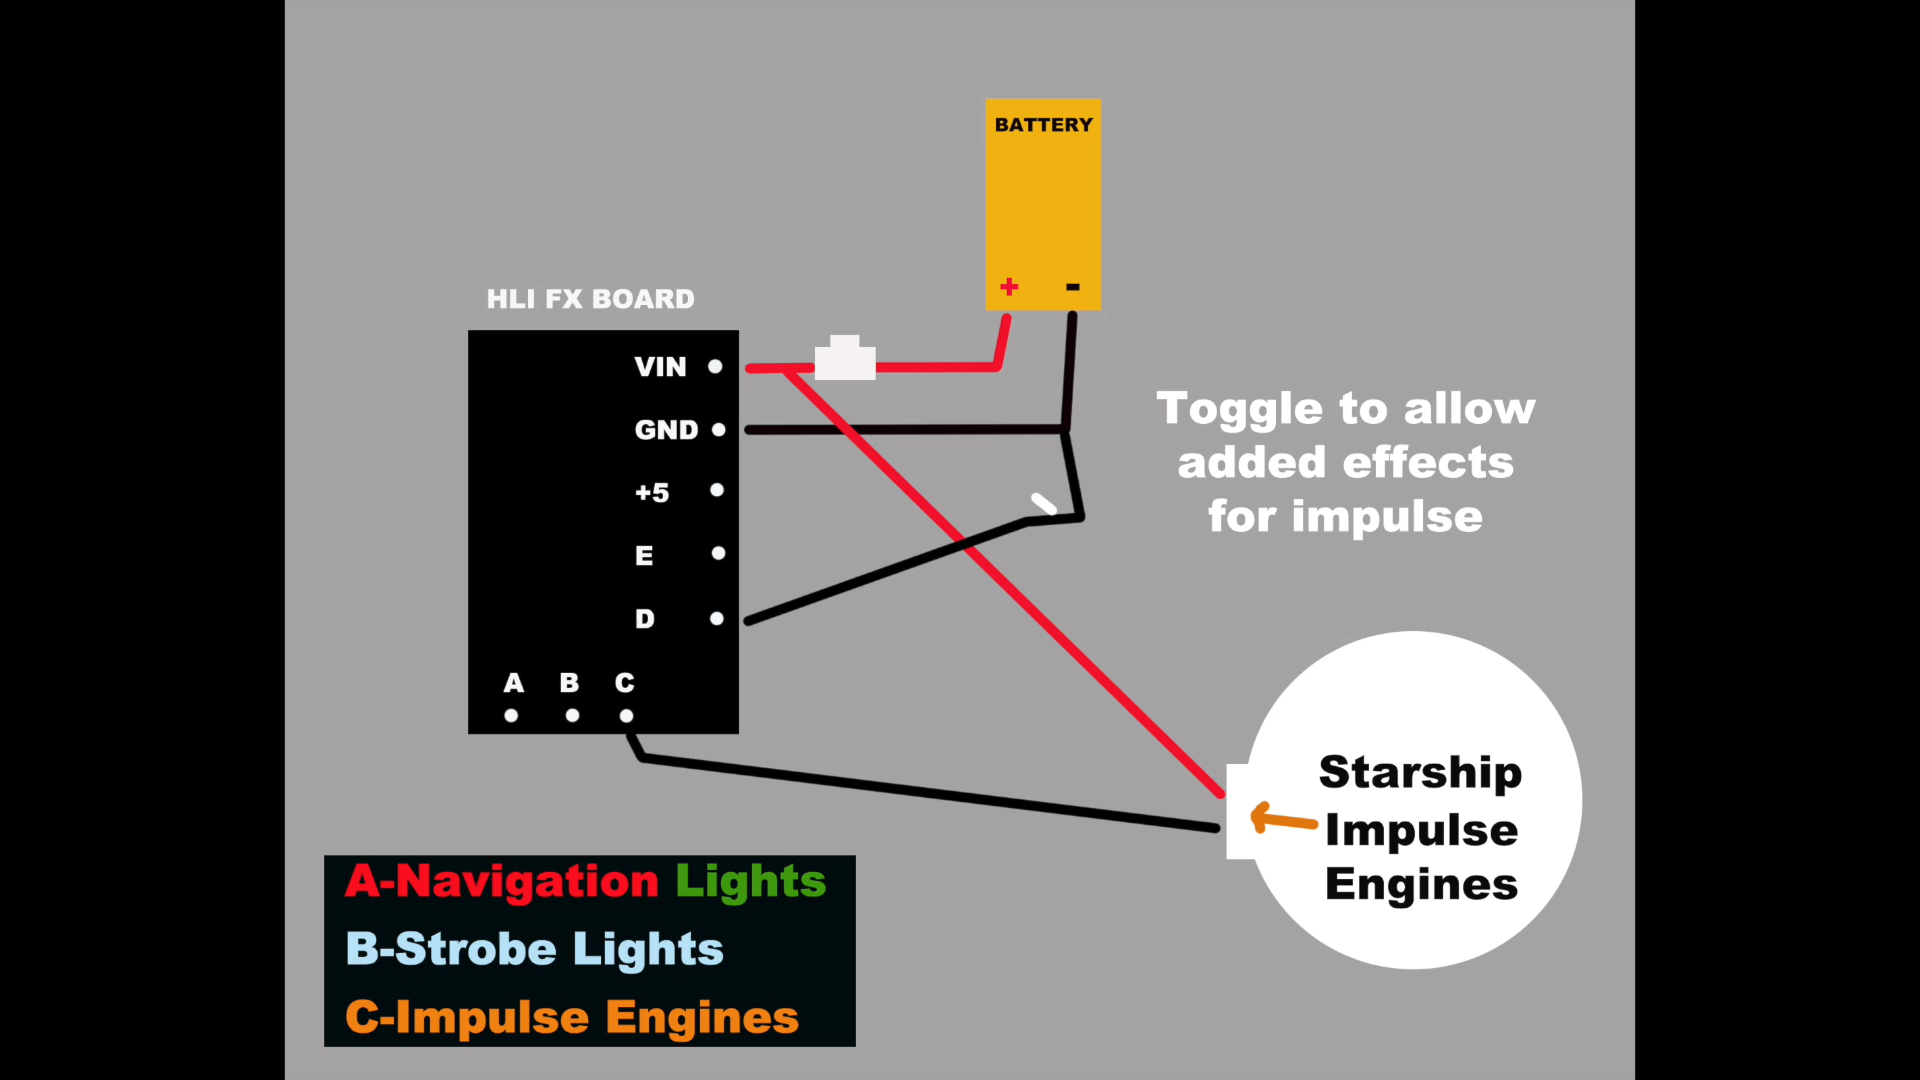 BATTERY
+ -
HLI FX BOARD
VIN
GND
+5
E
D
A B C
Toggle to allow
added effects
for impulse
Starship
Impulse
Engines
A-Navigation Lights
B-Strobe Lights
C-Impulse Engines